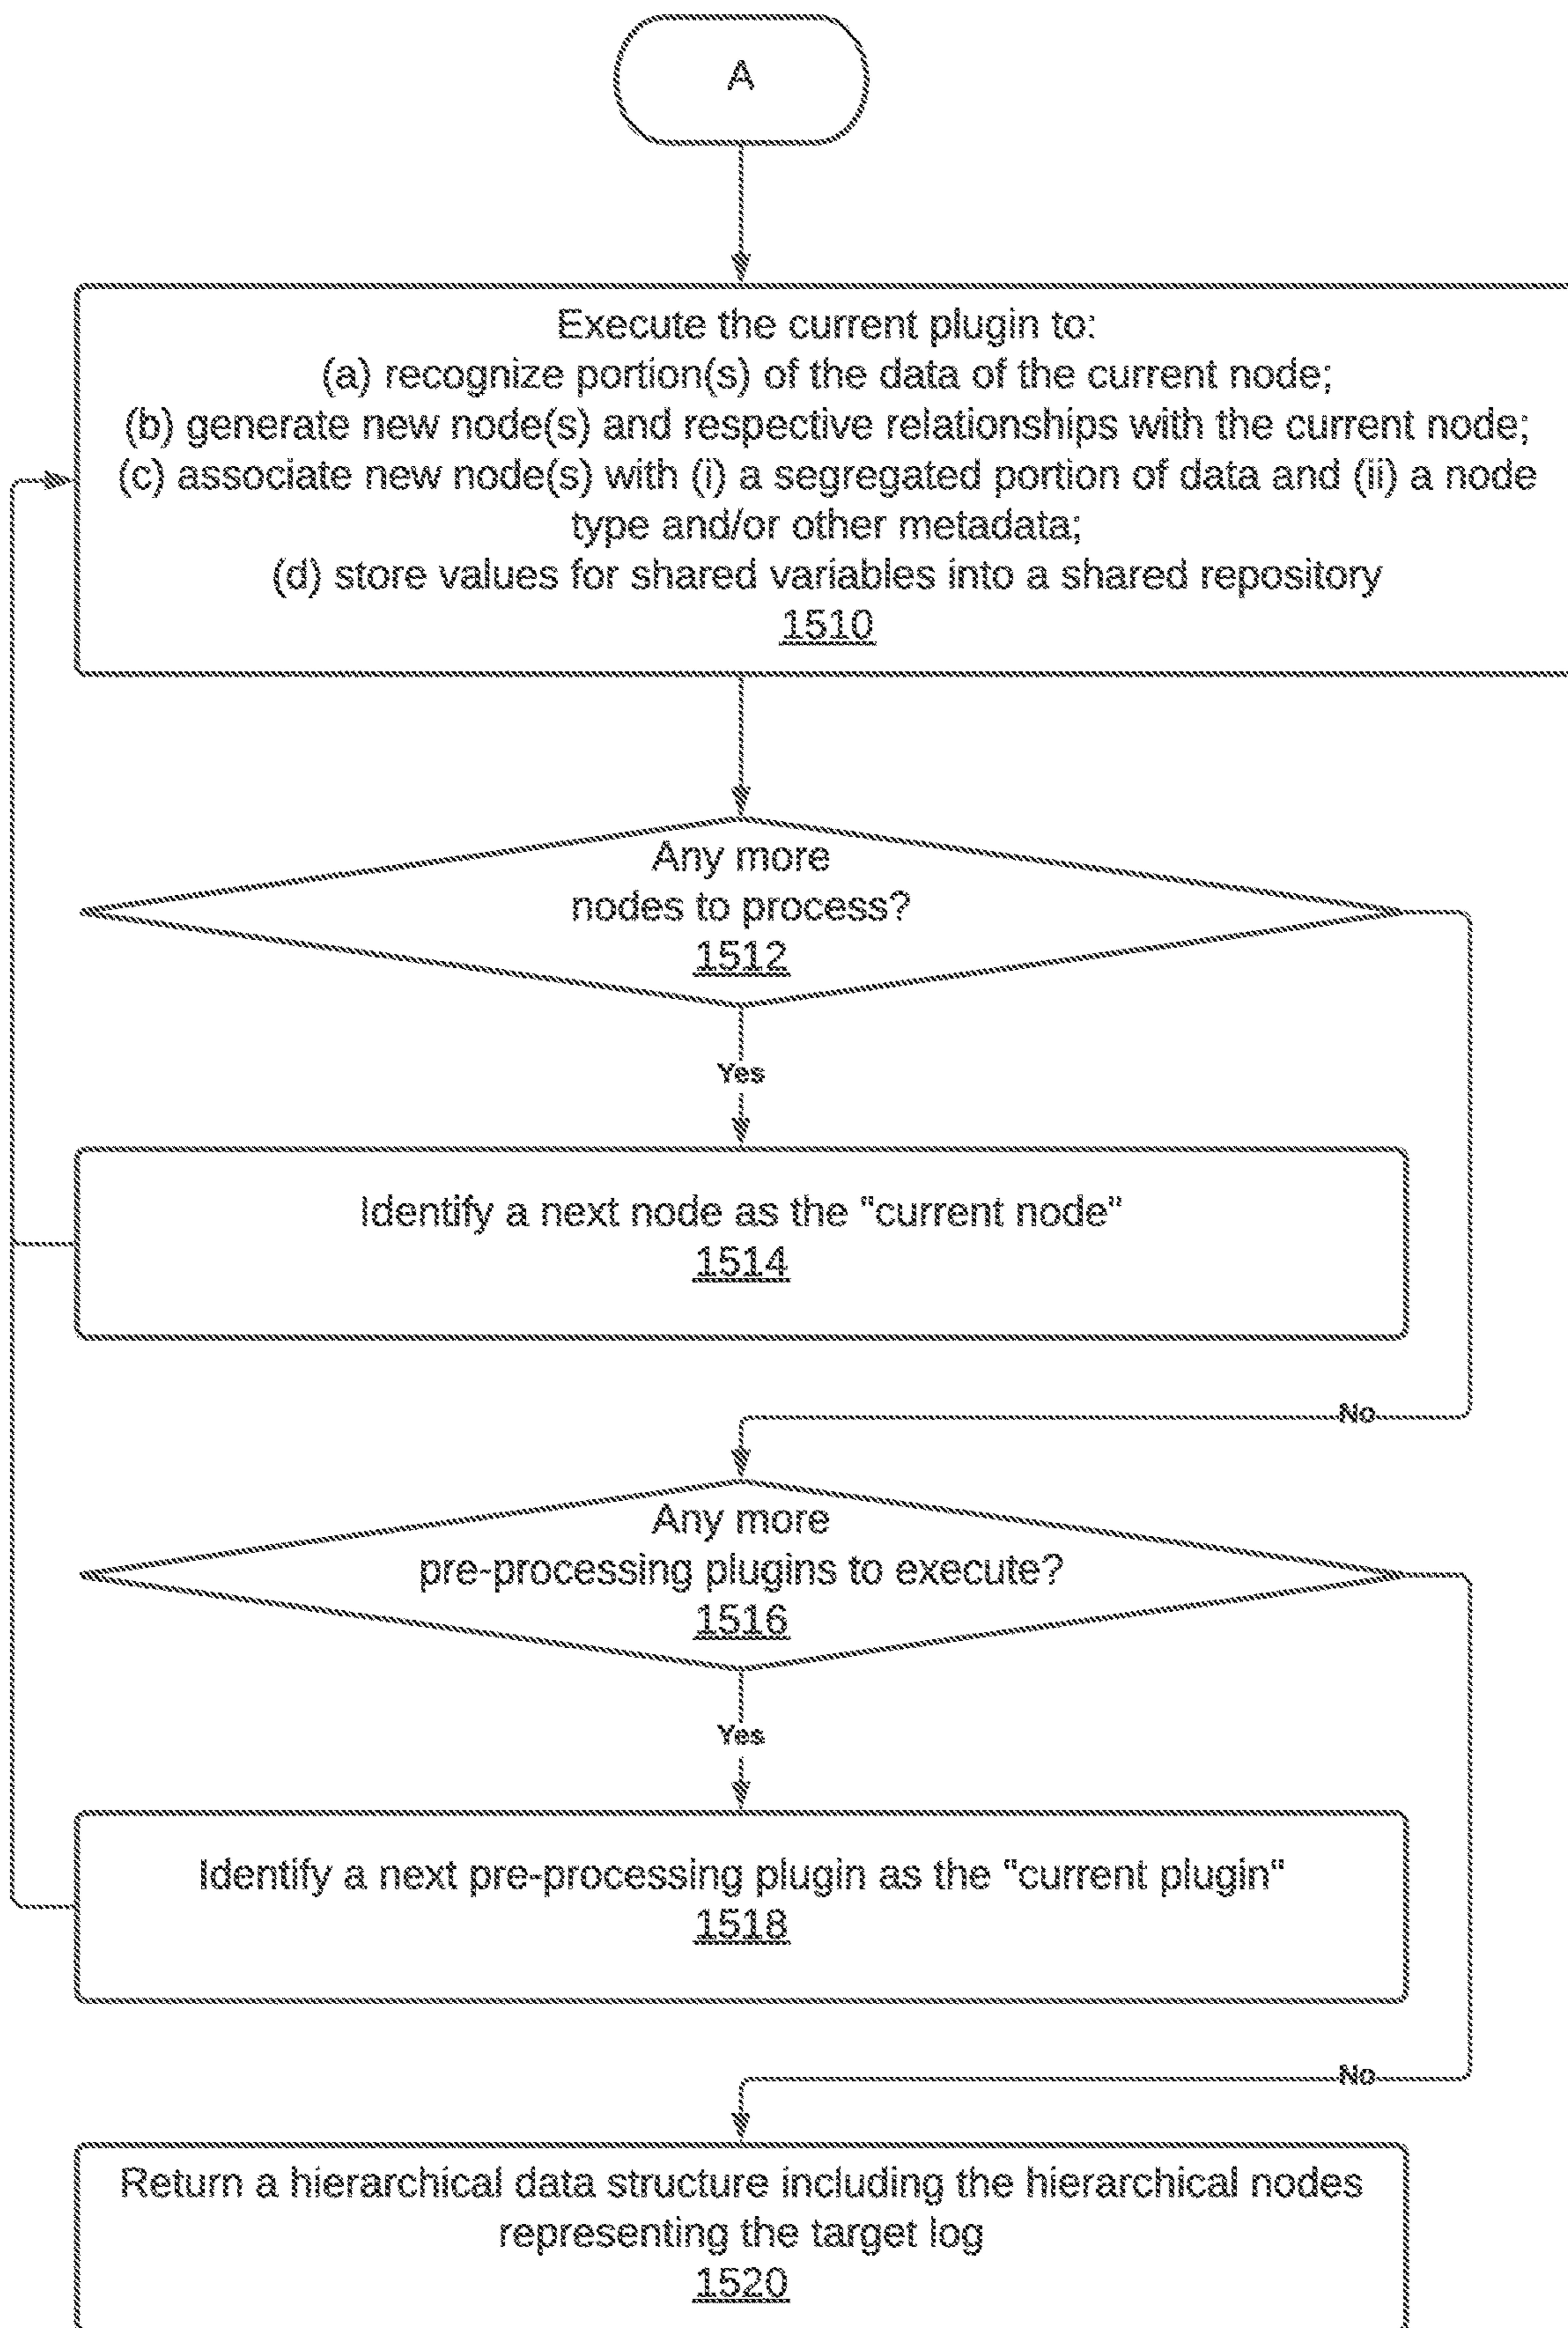 A
Execute the current plugin to:
(a) recognize portion(s) of the data of the current node;
(b) generate new node(s) and respective relationships with the current node;
(c) associate new node(s) with (i) a segregated portion of data and (ii) a node
type and/or other metadata;
(d) store values for shared variables into a shared repository
1510
Any more
nodes to process?
1512
Yes
Identify a next node as the "current node"
1514
No
Any more
pre-processing plugins to execute?
1516
Yes
Identify a next pre-processing plugin as the "current plugin"
1518
No
Return a hierarchical data structure including the hierarchical nodes
representing the target log
1520